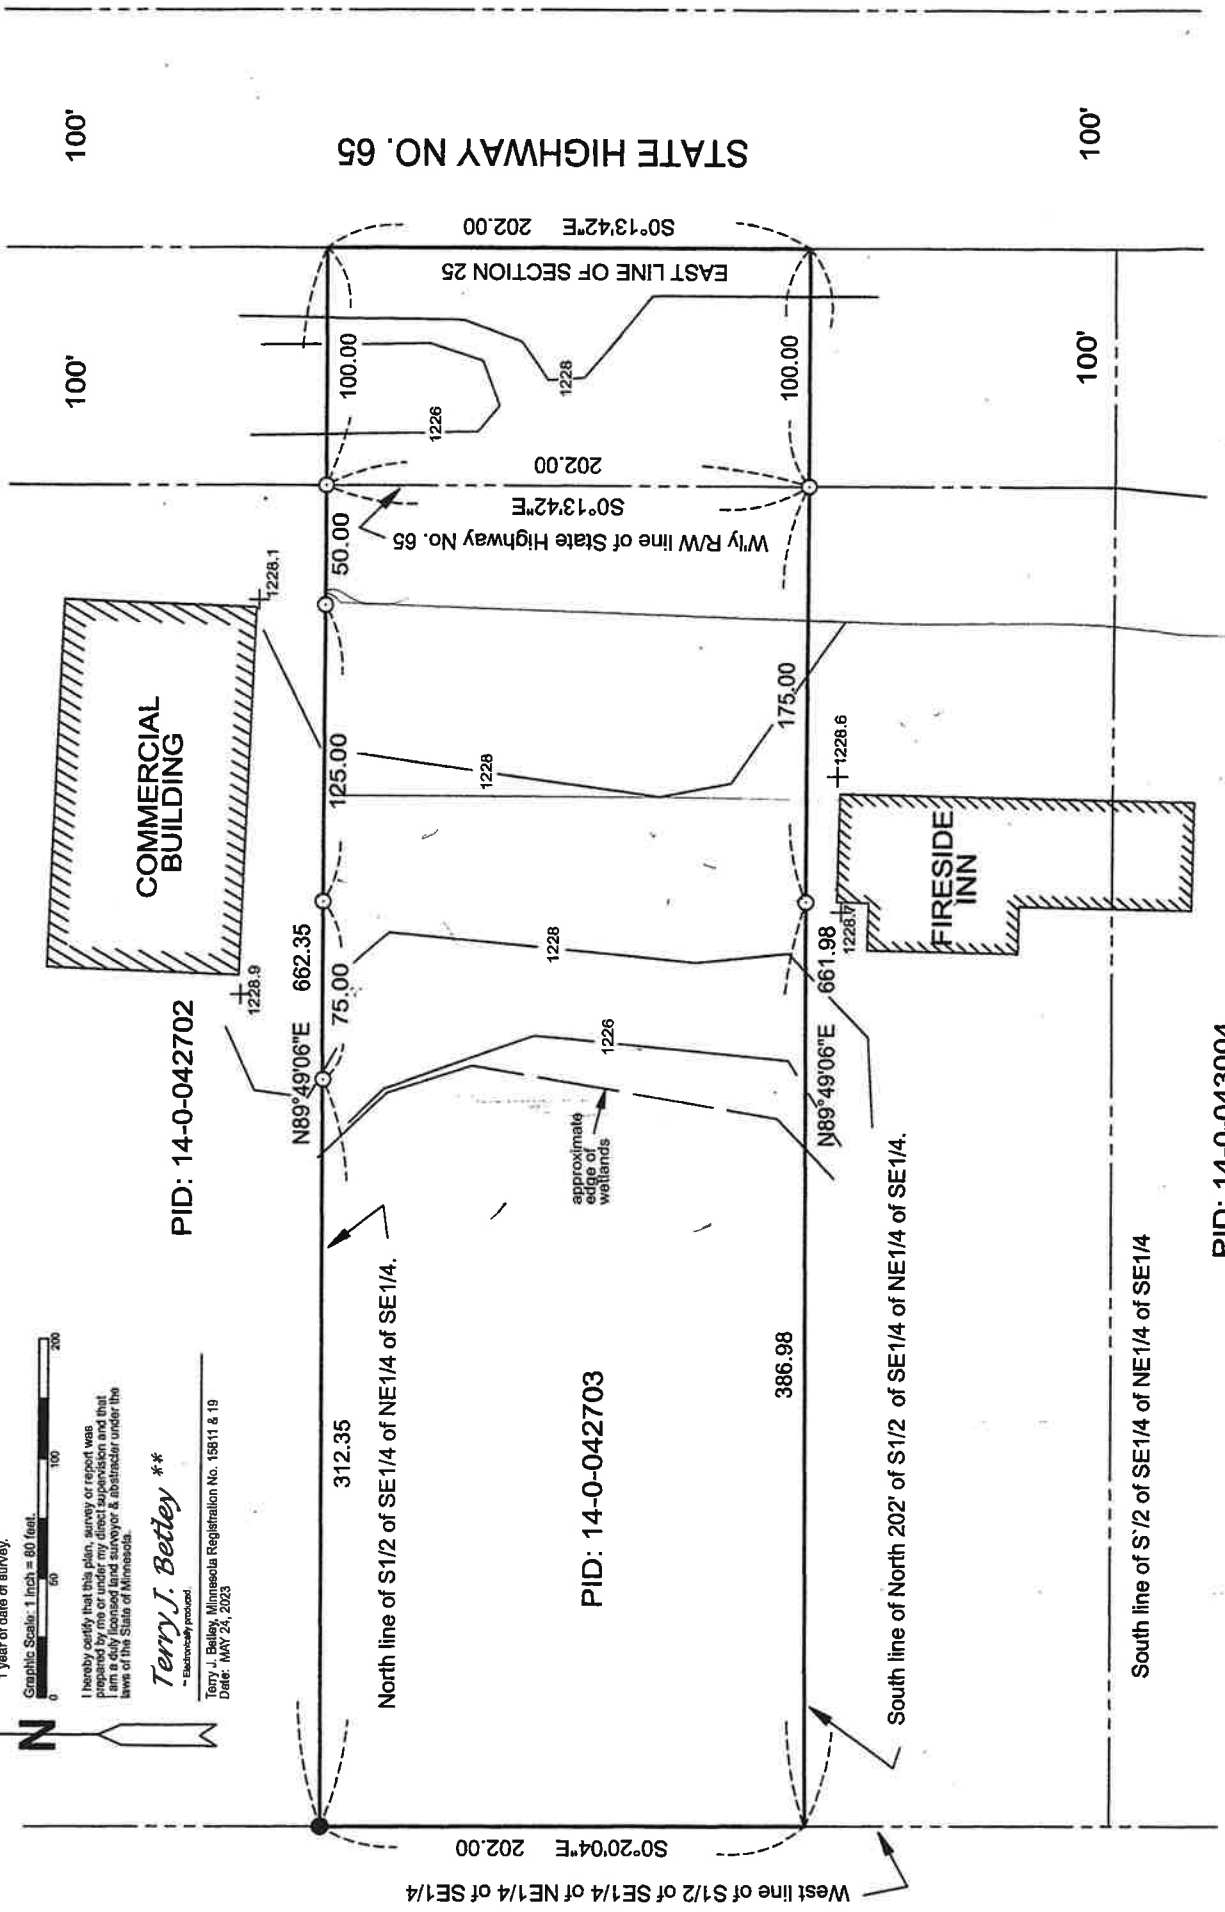 1 year of date of survey.
Graphic Scale: 1 inch = 80 feet.
0 50 100 200
I hereby certify that this plan, survey or report was
prepared by me or under my direct supervision and that
I am a duly licensed land surveyor & abstracter under the
laws of the State of Minnesota.
Terry J. Betley **
Electronically produced.
Terry J. Betley, Minnesota Registration No. 15811 & 19
Date: MAY 24, 2023
N
PID: 14-0-042702
COMMERCIAL
BUILDING
1228.9
1228.1
100'
100'
N89°49'06"E 662.35
312.35
75.00
125.00
50.00
100.00
North line of S1/2 of SE1/4 of NE1/4 of SE1/4.
West line of S1/2 of SE1/4 of NE1/4 of SE1/4
S0°20'04"E 202.00
PID: 14-0-042703
approximate
edge of
wetlands
1226
1228
1228
1226
1228
W'ly R/W line of State Highway No. 65
S0°13'42"E
202.00
EAST LINE OF SECTION 25
S0°13'42"E 202.00
STATE HIGHWAY NO. 65
386.98
N89°49'06"E 661.98
175.00
100.00
1228.7
1228.6
FIRESIDE
INN
South line of North 202' of S1/2 of SE1/4 of NE1/4 of SE1/4.
100'
100'
South line of S1/2 of SE1/4 of NE1/4 of SE1/4
PID: 14-0-043004